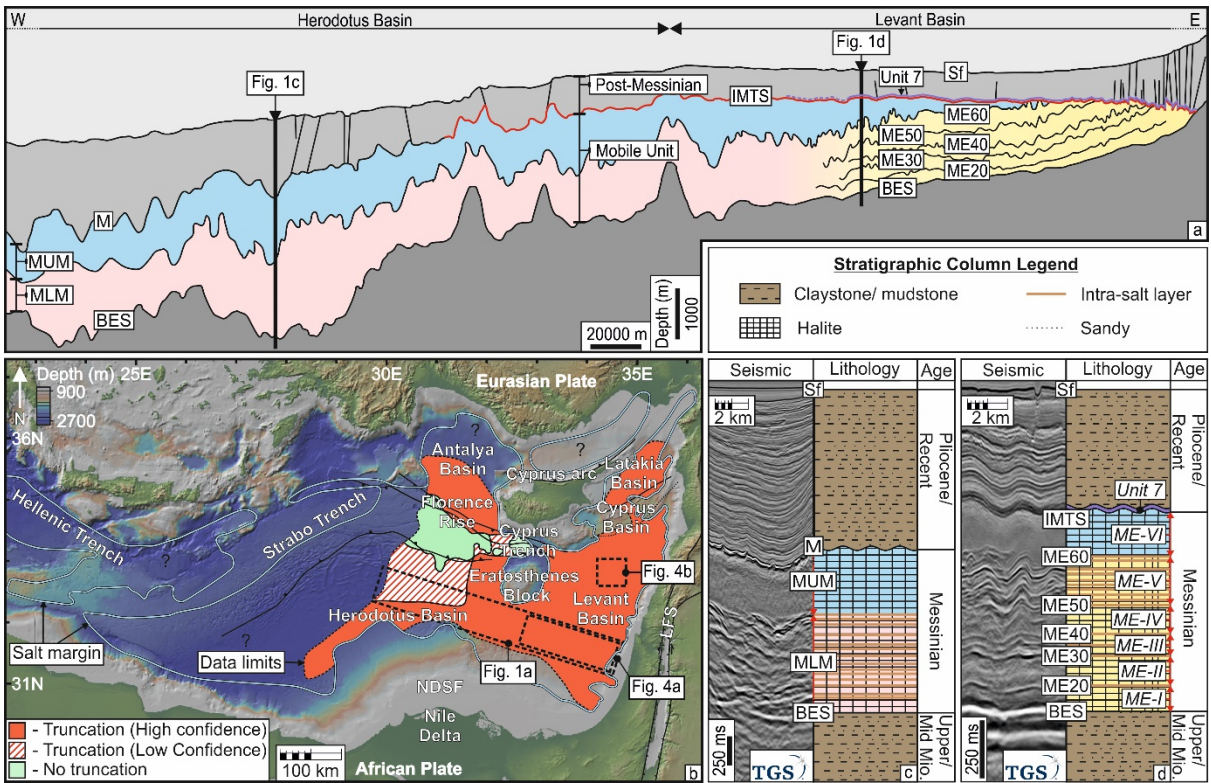 W
Herodotus Basin
Levant Basin
E
Fig. 1c
Fig. 1d
Post-Messinian
IMTS
Unit 7
Sf
ME60
ME50
ME40
ME30
ME20
BES
Mobile Unit
M
MUM
MLM
BES
20000 m
Depth (m)
1000
a
Stratigraphic Column Legend
Claystone/ mudstone
Intra-salt layer
Halite
Sandy
Depth (m)
900
2700
25E
30E
35E
N
36N
31N
Eurasian Plate
Antalya
Basin
Cyprus arc
Latakia
Basin
Florence
Rise
Cyprus
Basin
Cyprus
Trench
Hellenic Trench
Strabo Trench
?
?
?
?
?
Eratosthenes
Block
Fig. 4b
Levant
Basin
Herodotus Basin
LFS
Salt margin
Data limits
Fig. 1a
Fig. 4a
NDSF
Nile
Delta
African Plate
- Truncation (High confidence)
- Truncation (Low Confidence)
- No truncation
100 km
b
Seismic
Lithology
Age
Sf
2 km
Pliocene/
Recent
M
MUM
Messinian
MLM
BES
Upper/
Mid Mio.
250 ms
TGS
c
Seismic
Lithology
Age
Sf
2 km
Pliocene/
Recent
Unit 7
IMTS
ME-VI
ME60
ME-V
ME50
ME-IV
ME40
ME-III
ME30
ME-II
ME20
ME-I
BES
Messinian
Upper/
Mid Mio.
250 ms
TGS
d